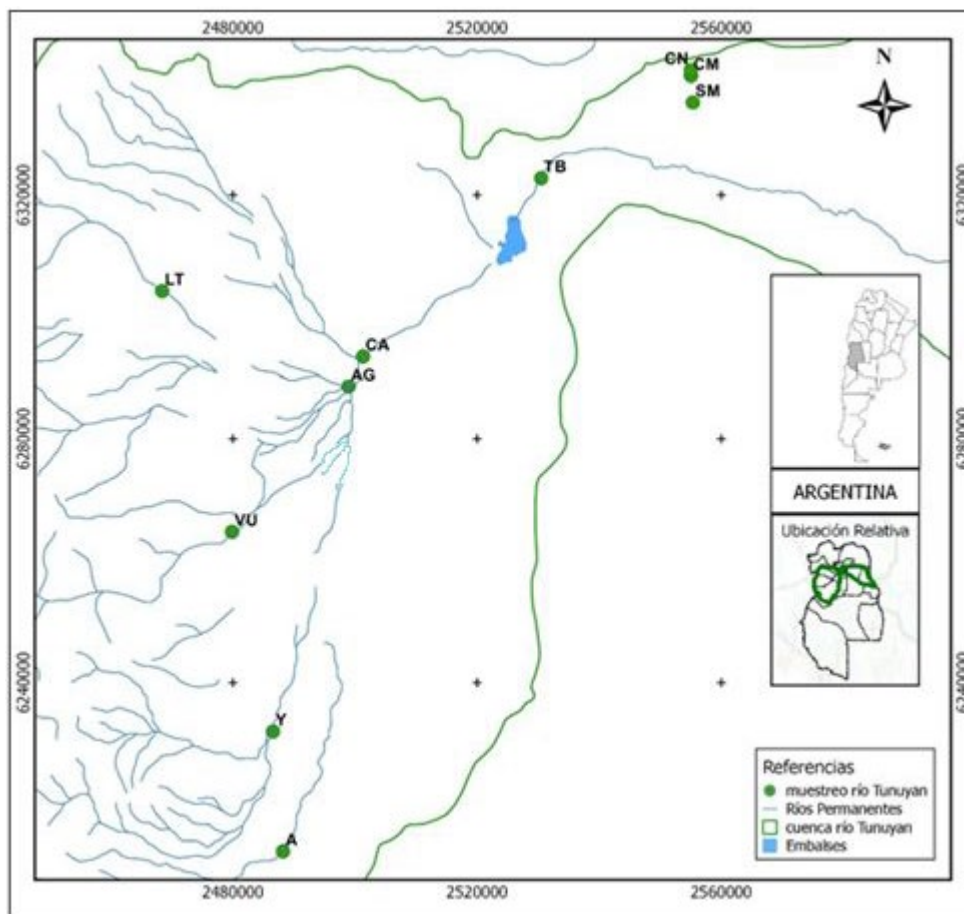 2480000 2520000 2560000
N
CN CM
SM
TB
6320000 6320000
LT
CA
AG
6280000 6280000
ARGENTINA
VU
Ubicación Relativa
6240000 6240000
Y
Referencias
muestreo río Tunuyan
Ríos Permanentes
cuenca río Tunuyan
Embalses
A
2480000 2520000 2560000